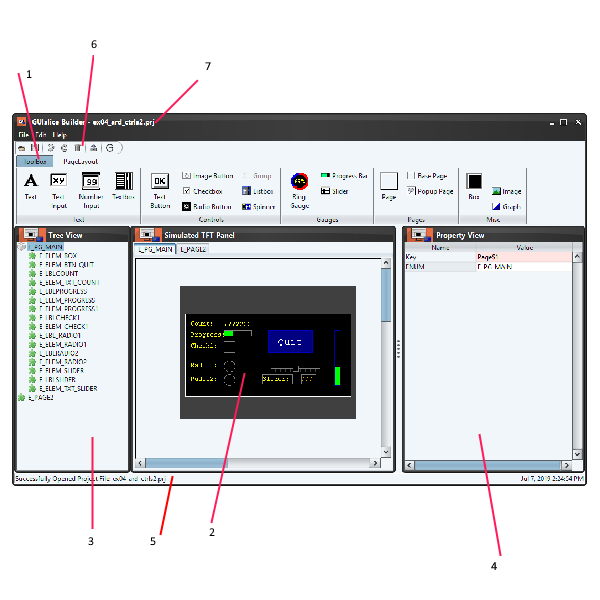 6
1
7
GUIslice Builder - ex04_ard_ctrls2.prj
File Edit Help
ToolBox PageLayout
Text
Text Input
Number Input
Textbox
Text
Text Button
Image Button
Checkbox
Radio Button
Group
Listbox
Spinner
Controls
69%
Ring Gauge
Progress Bar
Slider
Gauges
Page
Base Page
Popup Page
Pages
Box
Image
Graph
Misc
Tree View
E_PG_MAIN
E_ELEM_BOX
E_ELEM_BTN_QUIT
E_LBLCOUNT
E_ELEM_TXT_COUNT
E_LBLPROGRESS
E_ELEM_PROGRESS
E_ELEM_PROGRESS1
E_LBLCHECK1
E_ELEM_CHECK1
E_LBL_RADIO1
E_ELEM_RADIO1
E_LBLRADIO2
E_ELEM_RADIO2
E_ELEM_SLIDER
E_LBLSLIDER
E_ELEM_TXT_SLIDER
E_PAGE2
Simulated TFT Panel
E_PG_MAIN E_PAGE2
Count:
Progress:
Check1:
Quit
Radio2:
Slider:
Property View
Name Value
Key Page$1
ENUM E_PG_MAIN
Successfully Opened Project File: ex04_ard_ctrls2.prj
Jul 7, 2019 2:24:54 PM
3
5
2
4